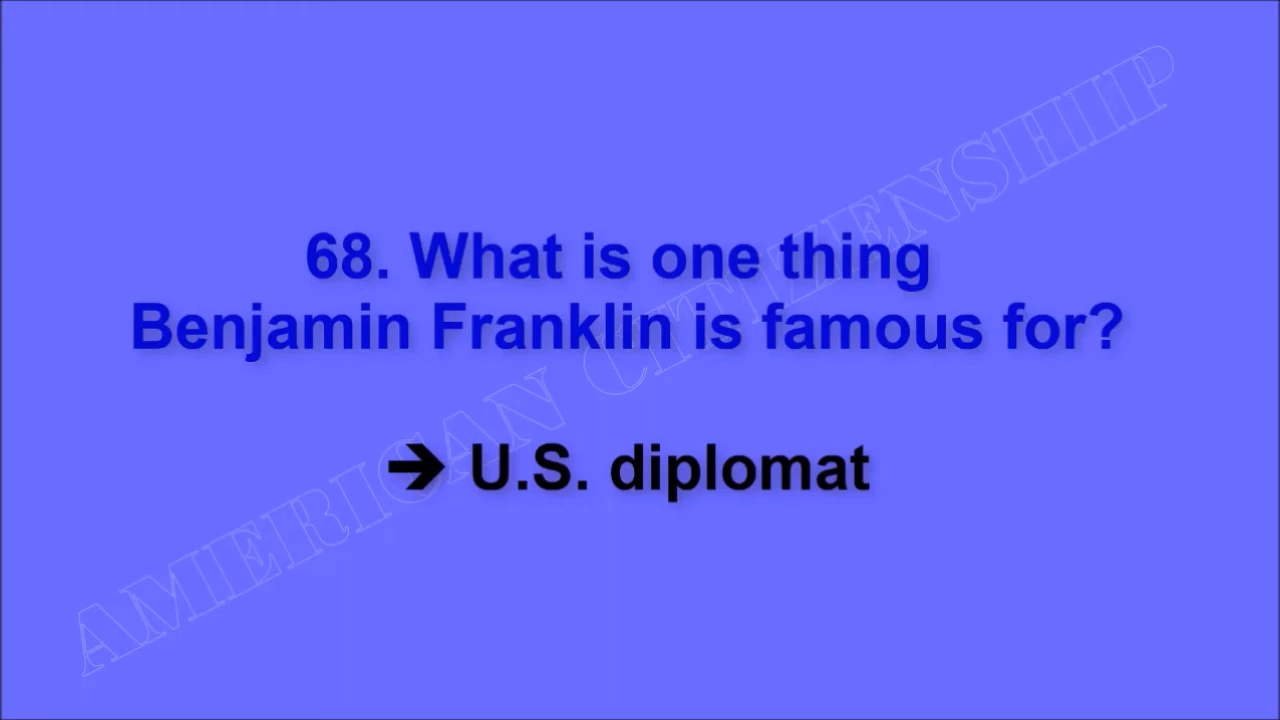 68. What is one thing
Benjamin Franklin is famous for?
➔ U.S. diplomat
AMERICAN CITIZENSHIP